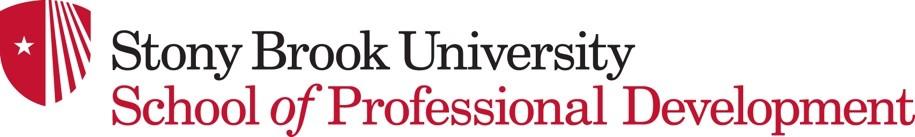 Stony Brook University
School of Professional Development